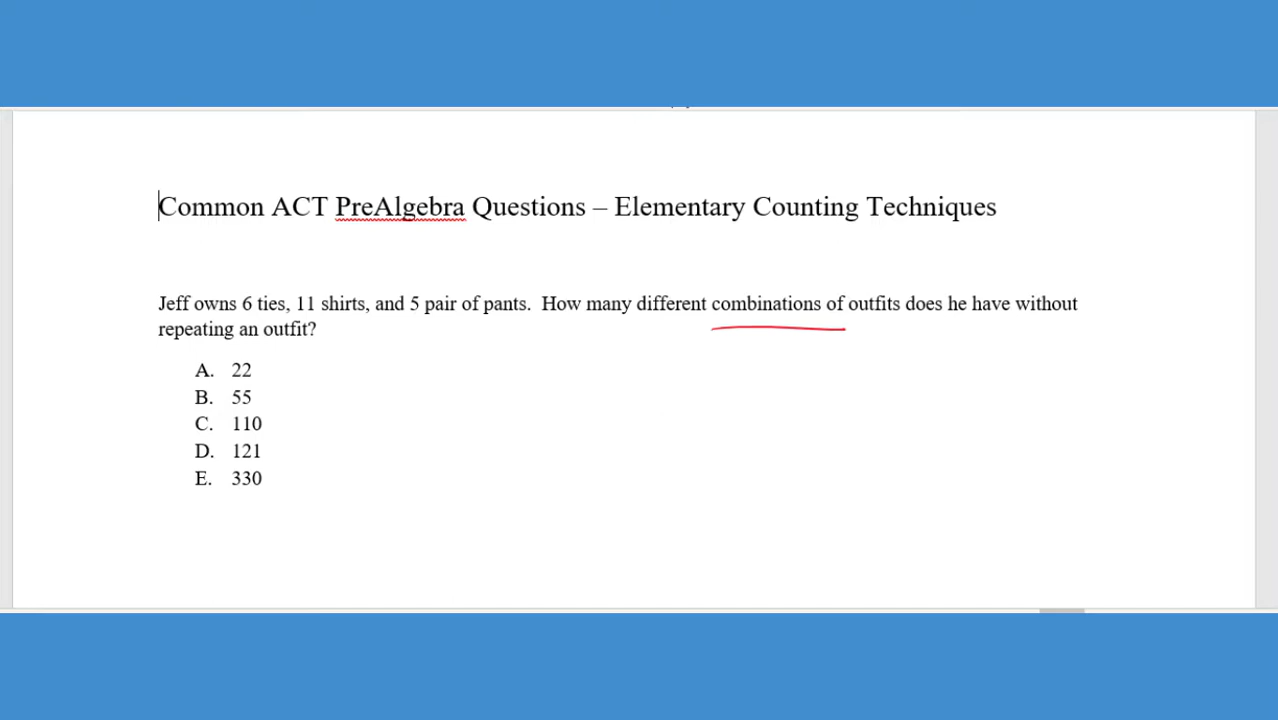 Common ACT PreAlgebra Questions – Elementary Counting Techniques
Jeff owns 6 ties, 11 shirts, and 5 pair of pants.  How many different combinations of outfits does he have without
repeating an outfit?
A. 22
B. 55
C. 110
D. 121
E. 330